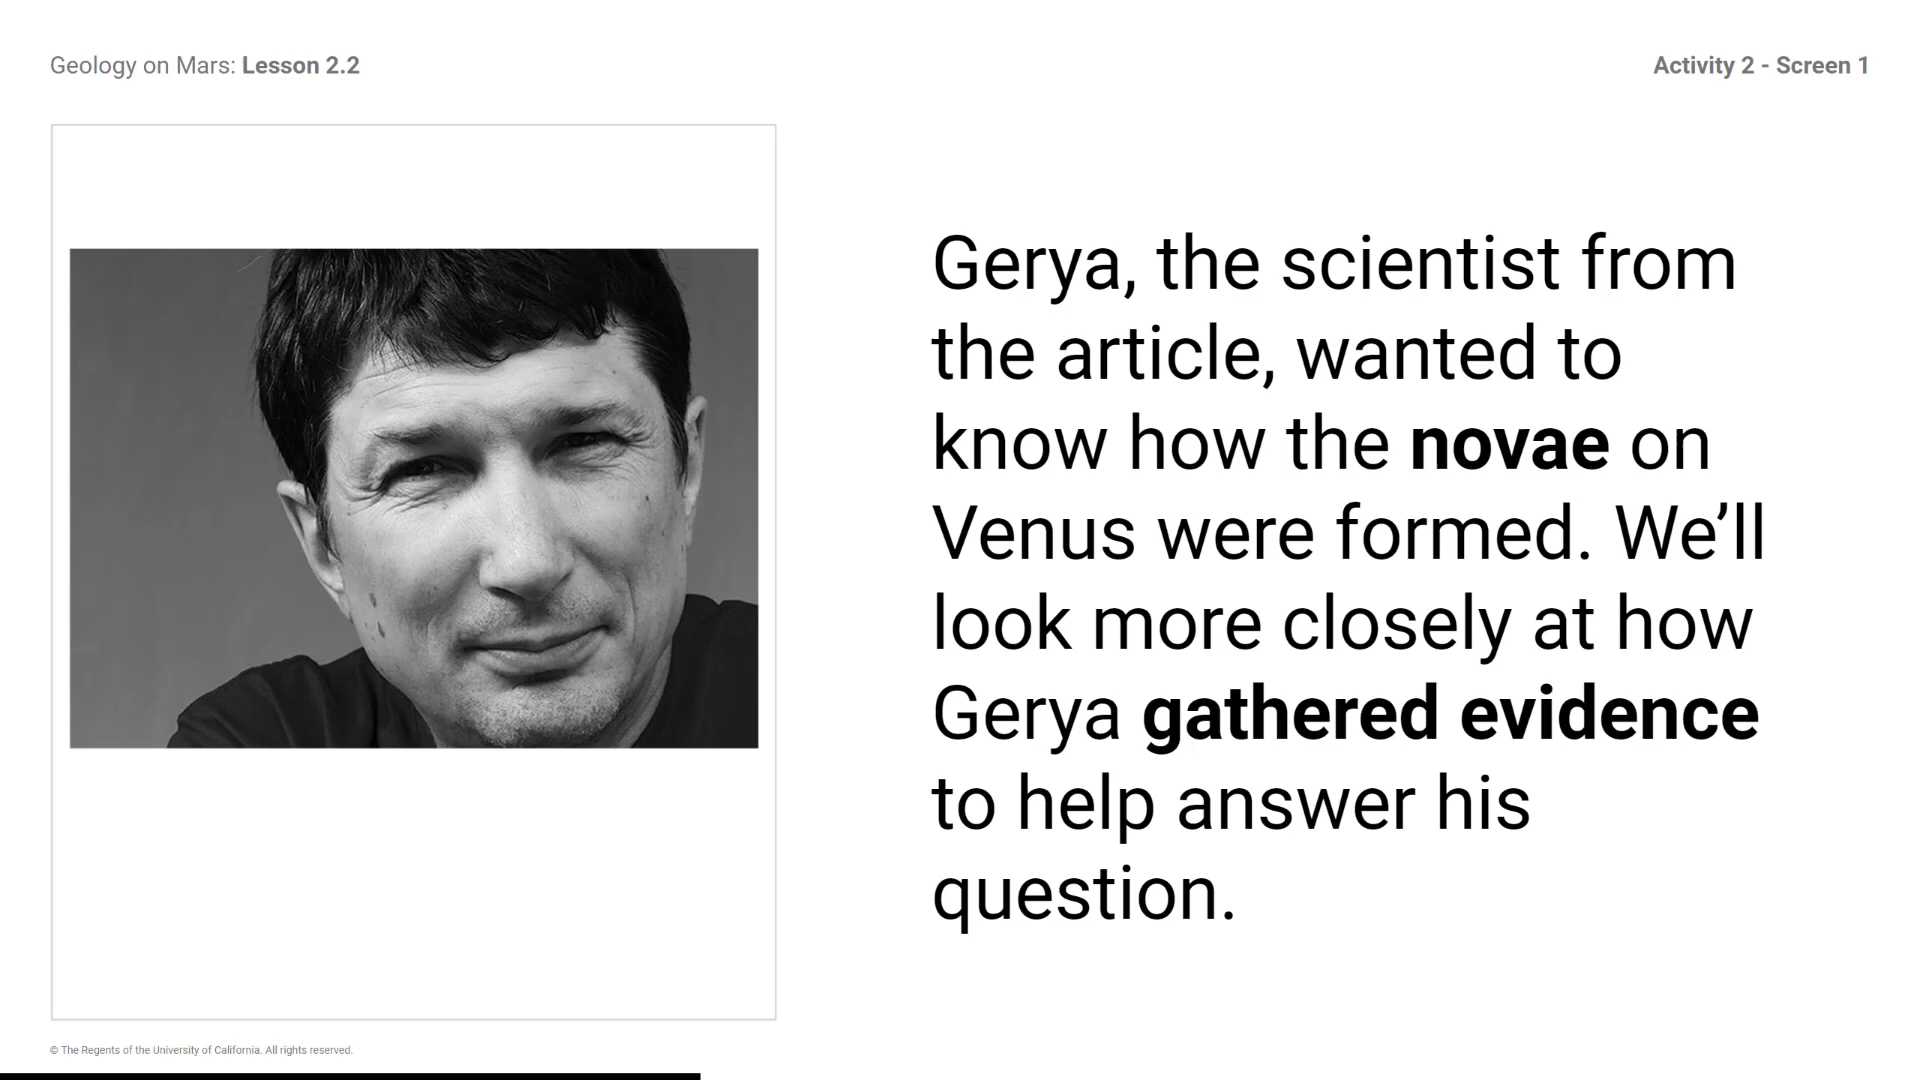 Geology on Mars: Lesson 2.2
Activity 2 - Screen 1
Gerya, the scientist from
the article, wanted to
know how the novae on
Venus were formed. We’ll
look more closely at how
Gerya gathered evidence
to help answer his
question.
© The Regents of the University of California. All rights reserved.